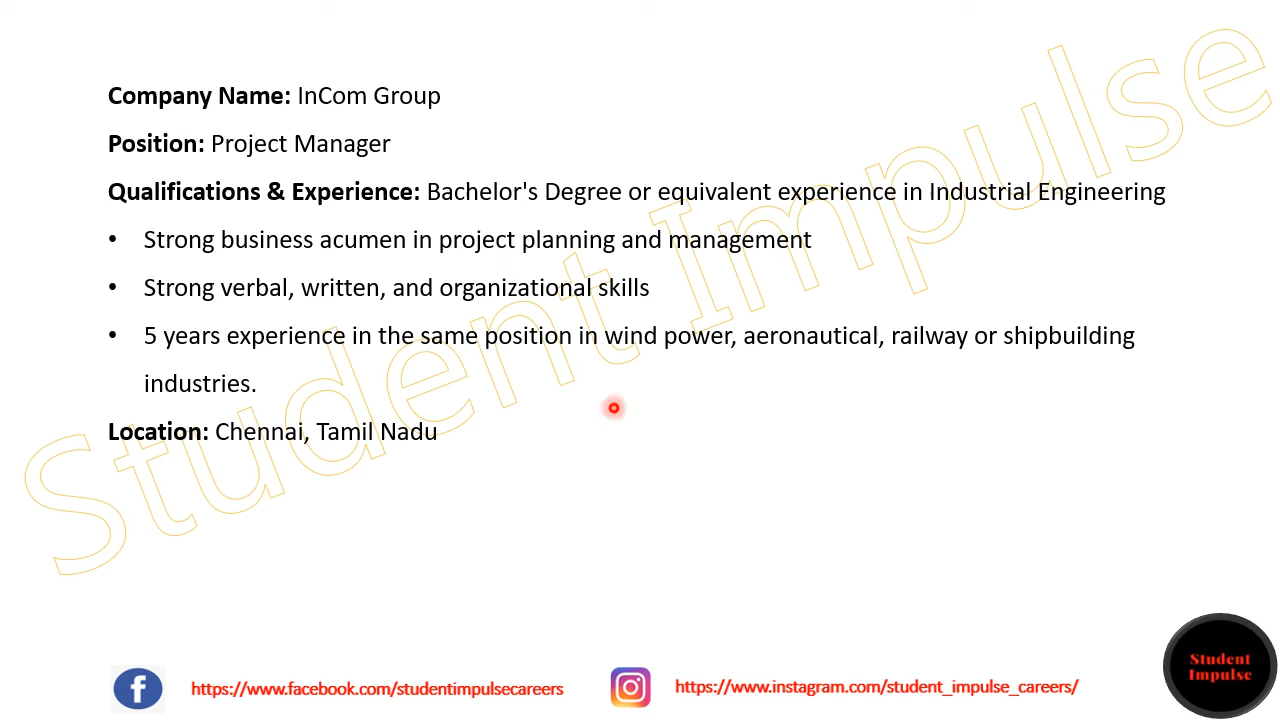 Company Name: InCom Group
Position: Project Manager
Qualifications & Experience: Bachelor's Degree or equivalent experience in Industrial Engineering
• Strong business acumen in project planning and management
• Strong verbal, written, and organizational skills
• 5 years experience in the same position in wind power, aeronautical, railway or shipbuilding
industries.
Location: Chennai, Tamil Nadu
Student Impulse
https://www.facebook.com/studentimpulsecareers
https://www.instagram.com/student_impulse_careers/
Student
Impulse